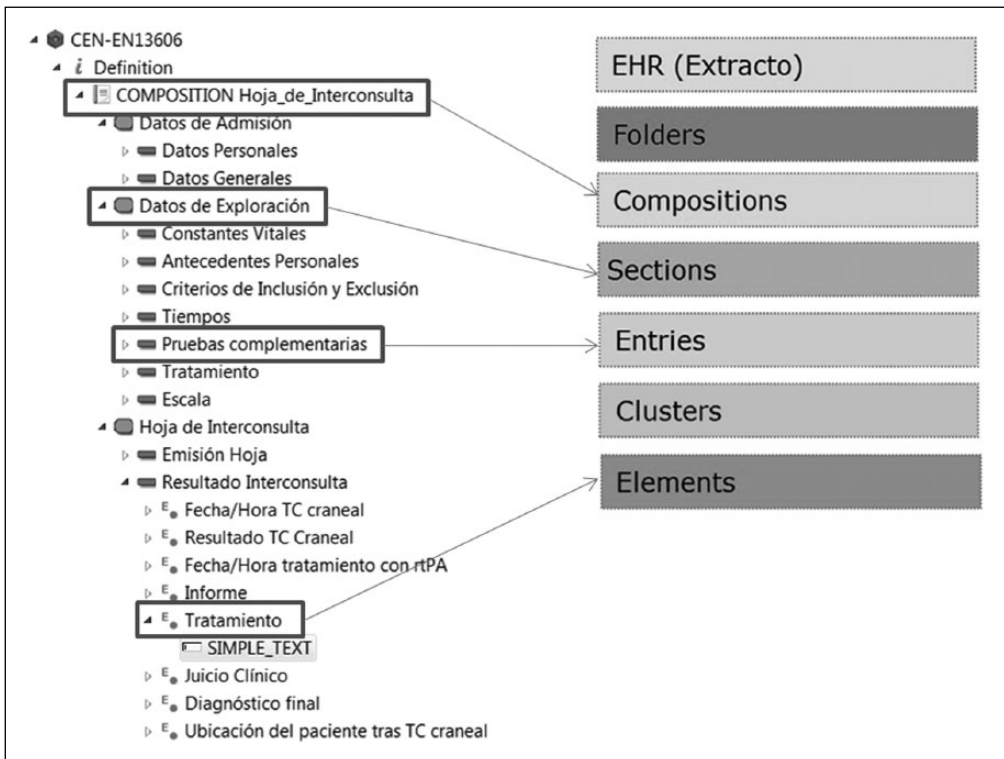 CEN-EN13606
i Definition
COMPOSITION Hoja_de_Interconsulta
Datos de Admisión
Datos Personales
Datos Generales
Datos de Exploración
Constantes Vitales
Antecedentes Personales
Criterios de Inclusión y Exclusión
Tiempos
Pruebas complementarias
Tratamiento
Escala
Hoja de Interconsulta
Emisión Hoja
Resultado Interconsulta
E Fecha/Hora TC craneal
E Resultado TC Craneal
E Fecha/Hora tratamiento con rtPA
E Informe
E Tratamiento
SIMPLE_TEXT
E Juicio Clínico
E Diagnóstico final
E Ubicación del paciente tras TC craneal
EHR (Extracto)
Folders
Compositions
Sections
Entries
Clusters
Elements